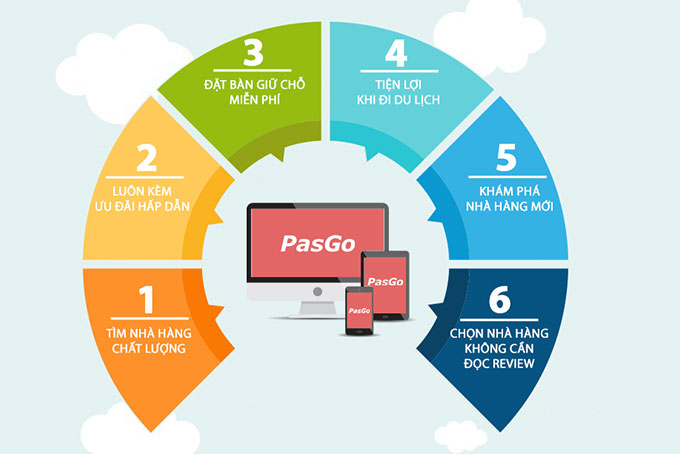 1
TÌM NHÀ HÀNG
CHẤT LƯỢNG
2
LUÔN KÈM
ƯU ĐÃI HẤP DẪN
3
ĐẶT BÀN GIỮ CHỖ
MIỄN PHÍ
4
TIỆN LỢI
KHI ĐI DU LỊCH
5
KHÁM PHÁ
NHÀ HÀNG MỚI
6
CHỌN NHÀ HÀNG
KHÔNG CẦN
ĐỌC REVIEW
PasGo
PasGo
PasGo